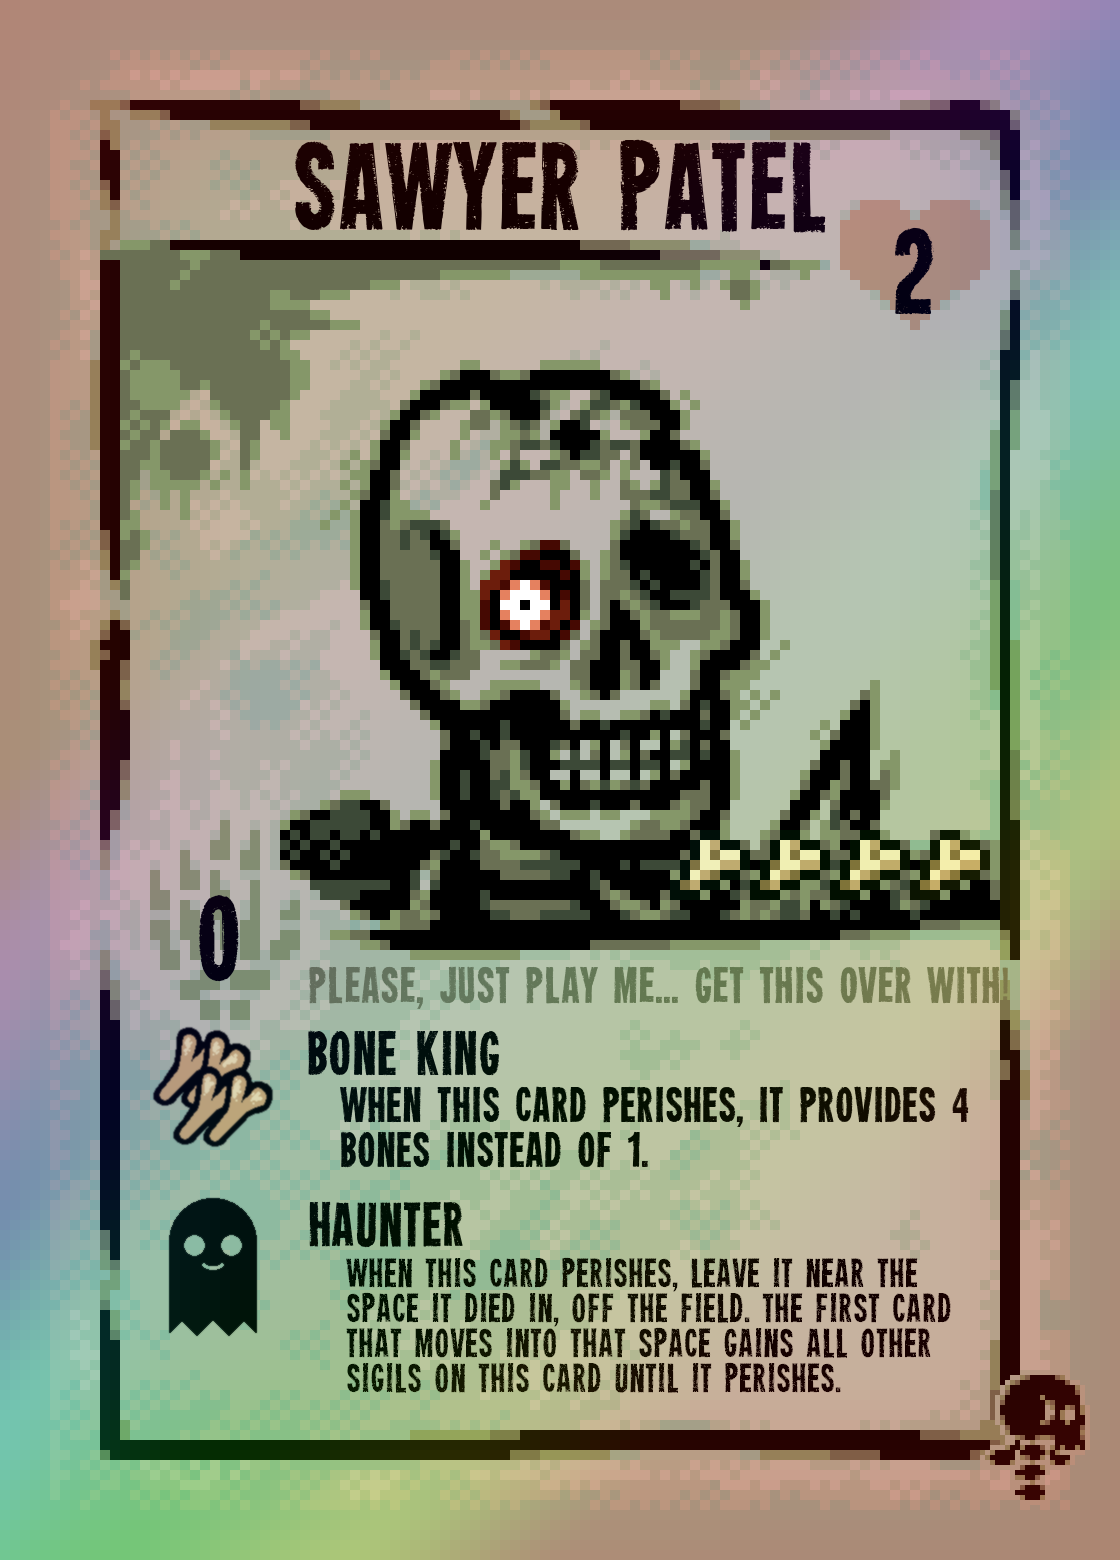 SAWYER PATEL
2
0
PLEASE, JUST PLAY ME... GET THIS OVER WITH!
BONE KING
WHEN THIS CARD PERISHES, IT PROVIDES 4
BONES INSTEAD OF 1.
HAUNTER
WHEN THIS CARD PERISHES, LEAVE IT NEAR THE
SPACE IT DIED IN, OFF THE FIELD. THE FIRST CARD
THAT MOVES INTO THAT SPACE GAINS ALL OTHER
SIGILS ON THIS CARD UNTIL IT PERISHES.